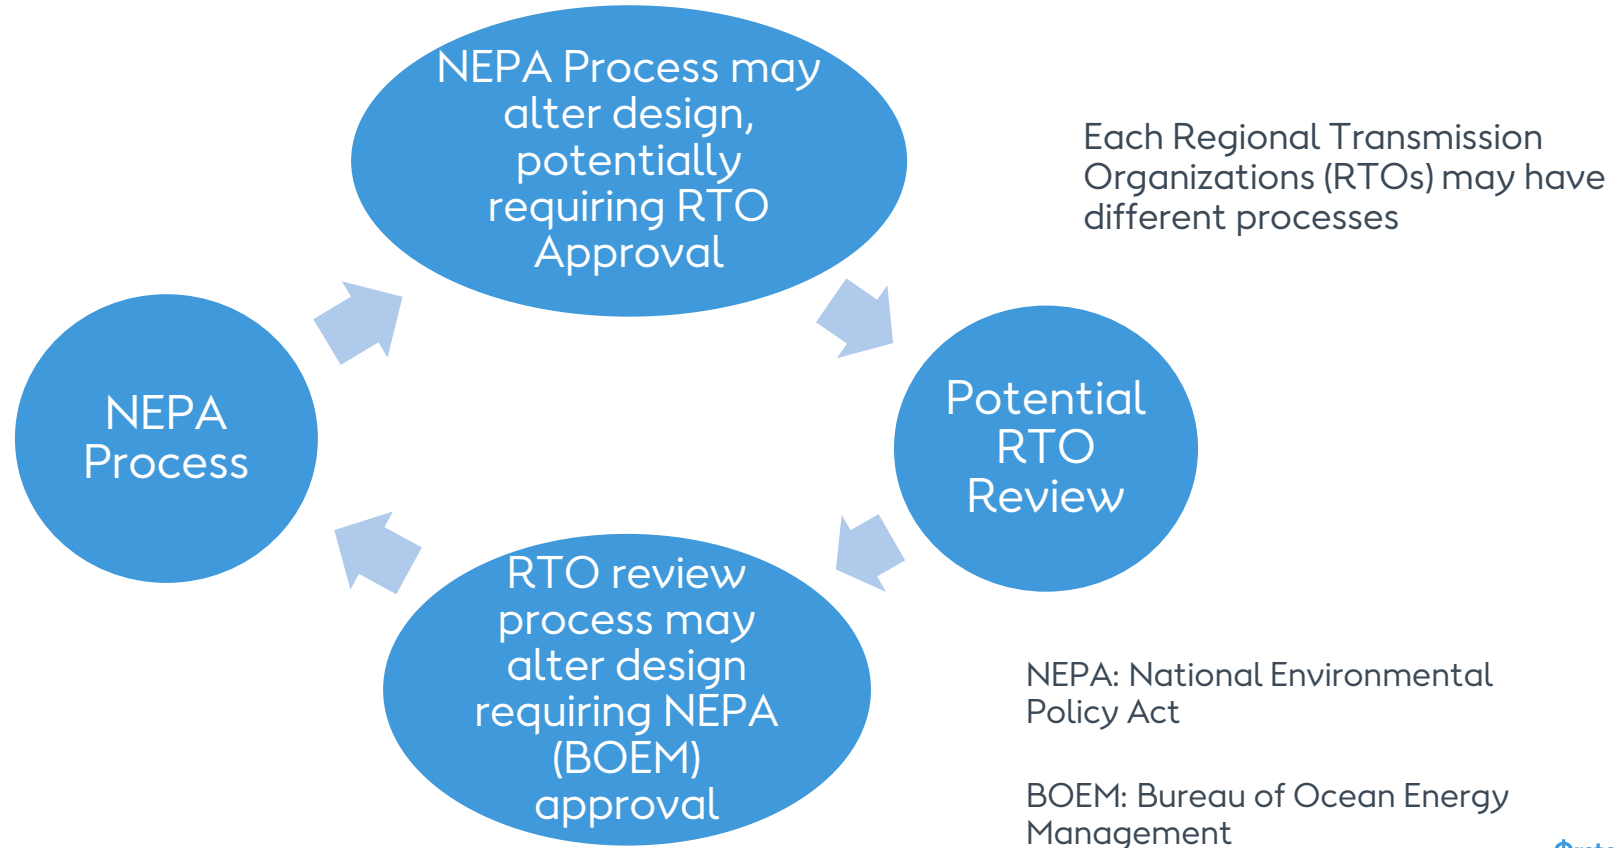 NEPA Process may
alter design,
potentially
requiring RTO
Approval
Each Regional Transmission
Organizations (RTOs) may have
different processes
NEPA
Process
Potential
RTO
Review
RTO review
process may
alter design
requiring NEPA
(BOEM)
approval
NEPA: National Environmental
Policy Act
BOEM: Bureau of Ocean Energy
Management